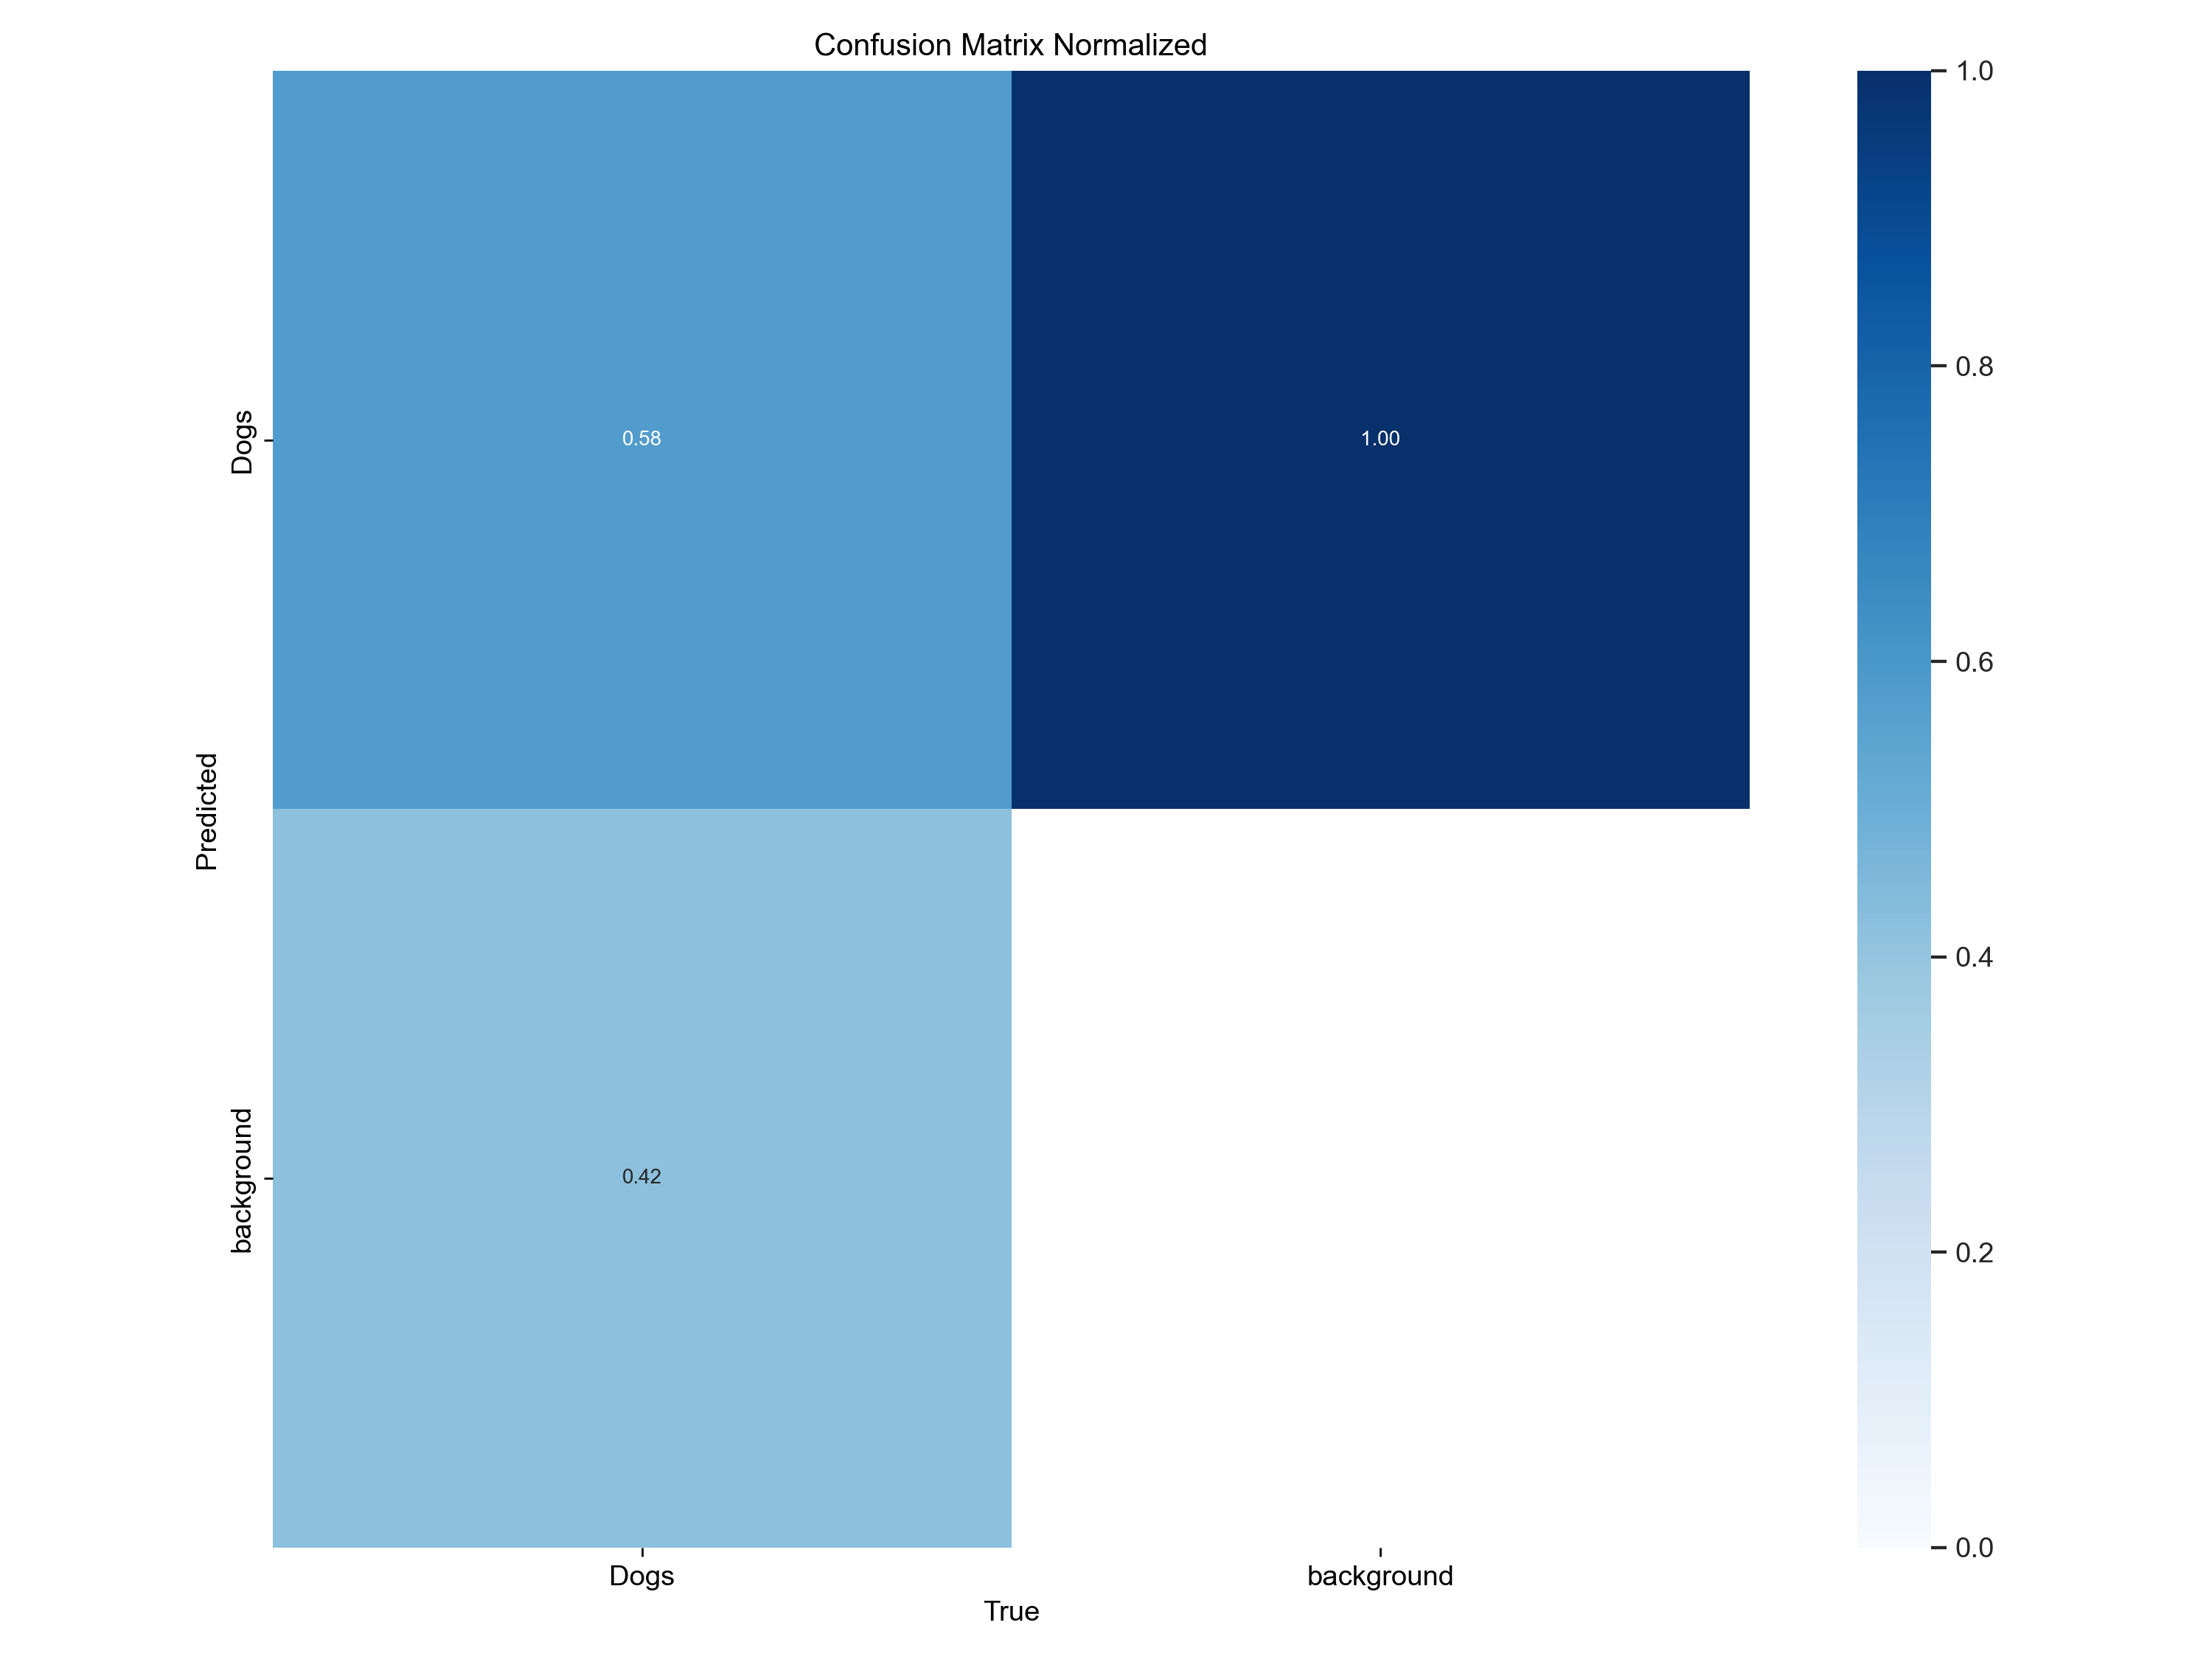 Confusion Matrix Normalized
Dogs
background
Predicted
0.58
1.00
0.42
Dogs
background
True
1.0
0.8
0.6
0.4
0.2
0.0